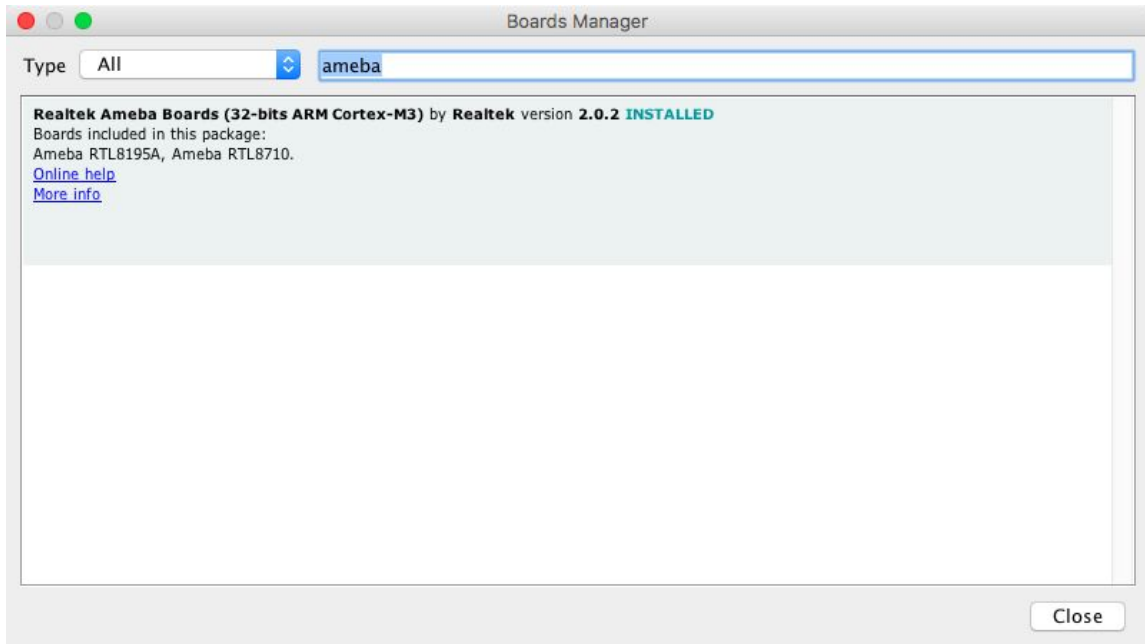 Boards Manager
Type All ameba
Realtek Ameba Boards (32-bits ARM Cortex-M3) by Realtek version 2.0.2 INSTALLED
Boards included in this package:
Ameba RTL8195A, Ameba RTL8710.
Online help
More info
Close